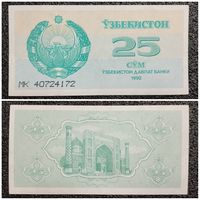 ЎЗБЕКИСТОН
25
СЎМ
ЎЗБЕКИСТОН ДАВЛАТ БАНКИ
1992
МК 40724172